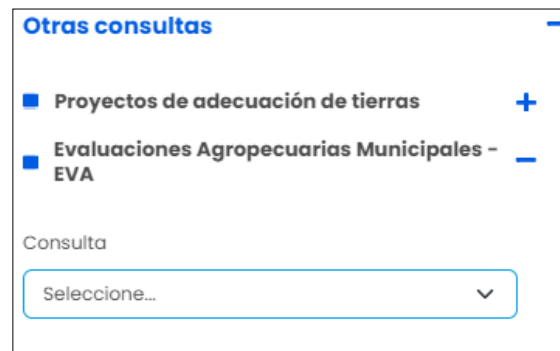 Otras consultas
Proyectos de adecuación de tierras
Evaluaciones Agropecuarias Municipales -
EVA
Consulta
Seleccione...